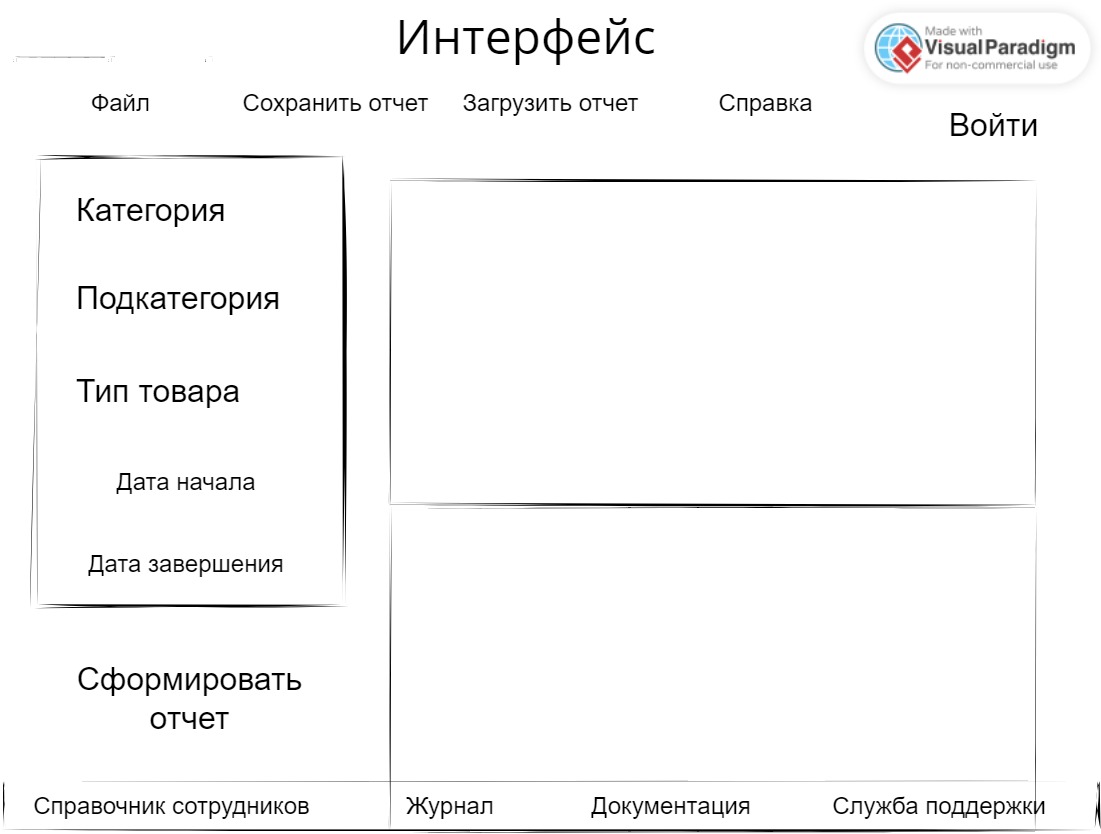 Интерфейс
Made with
Visual Paradigm
For non-commercial use
Файл
Сохранить отчет
Загрузить отчет
Справка
Войти
Категория
Подкатегория
Тип товара
Дата начала
Дата завершения
Сформировать
отчет
Справочник сотрудников
Журнал
Документация
Служба поддержки